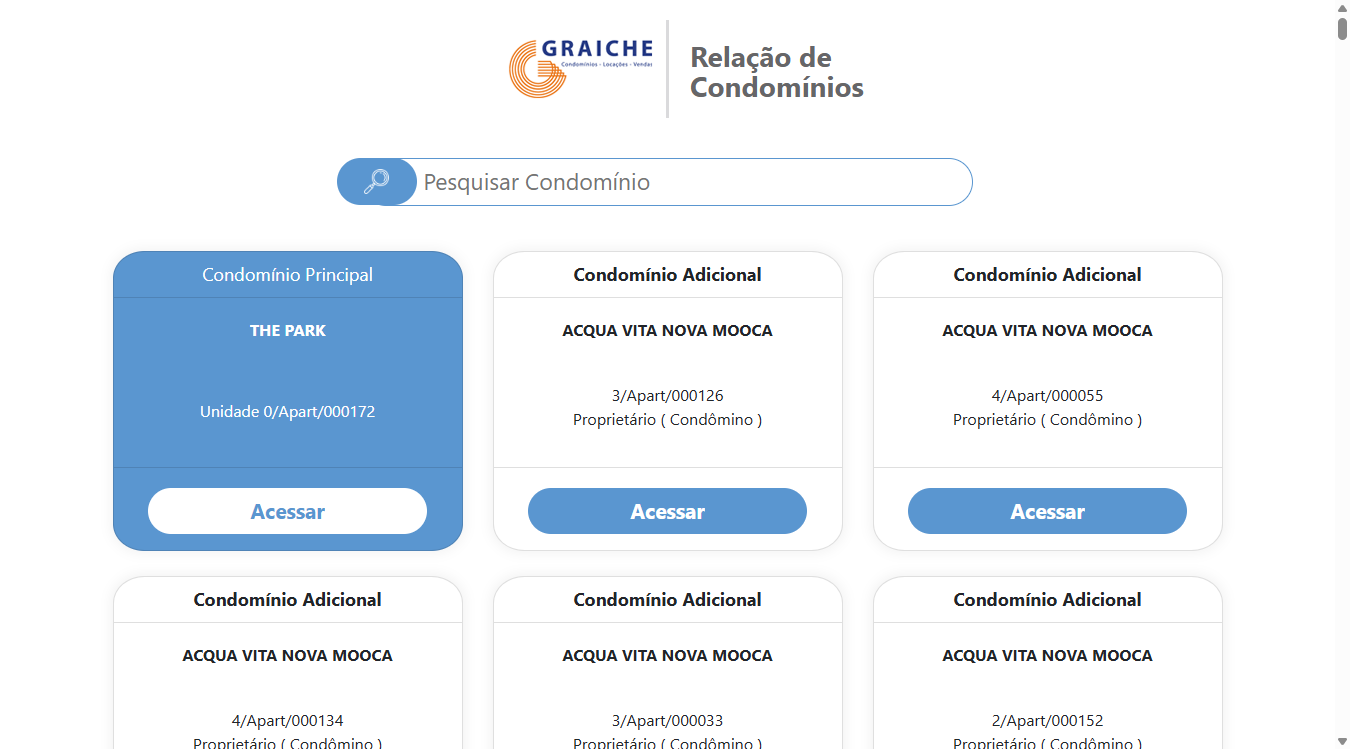 GRAICHE
Condomínios - Locações - Vendas
Relação de
Condomínios
Pesquisar Condomínio
Condomínio Principal
THE PARK
Unidade 0/Apart/000172
Acessar
Condomínio Adicional
ACQUA VITA NOVA MOOCA
3/Apart/000126
Proprietário ( Condômino )
Acessar
Condomínio Adicional
ACQUA VITA NOVA MOOCA
4/Apart/000055
Proprietário ( Condômino )
Acessar
Condomínio Adicional
ACQUA VITA NOVA MOOCA
4/Apart/000134
Proprietário ( Condômino )
Condomínio Adicional
ACQUA VITA NOVA MOOCA
3/Apart/000033
Proprietário ( Condômino )
Condomínio Adicional
ACQUA VITA NOVA MOOCA
2/Apart/000152
Proprietário ( Condômino )